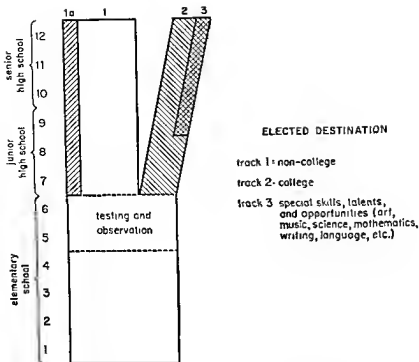 1a 1 2 3
12
11
10
9
8
7
6
5
4
3
2
1
senior
high school
junior
high school
elementary
school
testing and
observation
ELECTED DESTINATION
track 1 = non-college
track 2 - college
track 3 special skills, talents,
and opportunities (art,
music, science, mathematics,
writing, language, etc.)